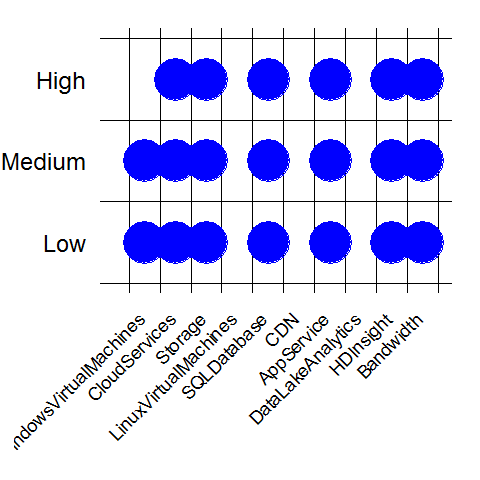 High
Medium
Low
ndowsVirtualMachines
CloudServices
Storage
LinuxVirtualMachines
SQLDatabase
CDN
AppService
DataLakeAnalytics
HDInsight
Bandwidth